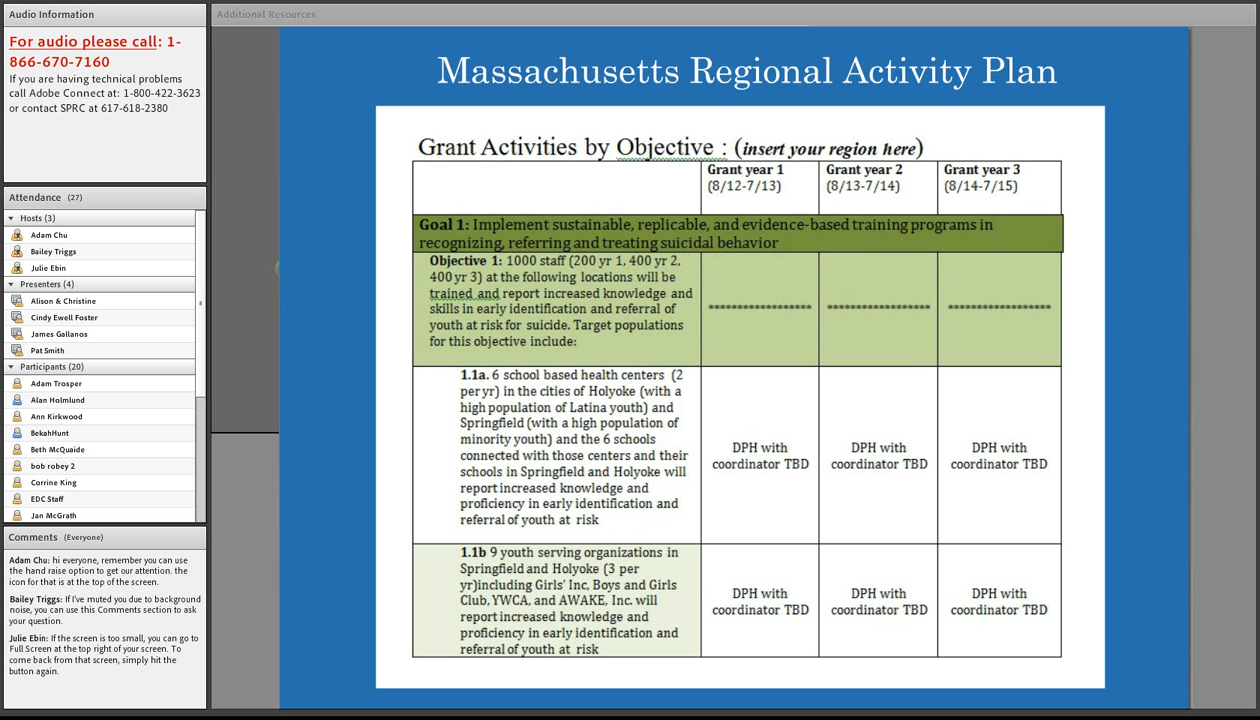 Audio Information
For audio please call: 1-
866-670-7160
If you are having technical problems
call Adobe Connect at: 1-800-422-3623
or contact SPRC at 617-618-2380
Attendance (27)
Hosts (3)
Adam Chu
Bailey Triggs
Julie Ebin
Presenters (4)
Alison & Christine
Cindy Ewell Foster
James Gallanos
Pat Smith
Participants (20)
Adam Trosper
Alan Holmlund
Ann Kirkwood
BekahHunt
Beth McQuaide
bob robey 2
Corrine King
EDC Staff
Jan McGrath
Comments (Everyone)
Adam Chu: hi everyone, remember you can use
the hand raise option to get our attention. the
icon for that is at the top of the screen.
Bailey Triggs: If I've muted you due to background
noise, you can use this Comments section to ask
your question.
Julie Ebin: If the screen is too small, you can go to
Full Screen at the top right of your screen. To
come back from that screen, simply hit the
button again.
Additional Resources
Massachusetts Regional Activity Plan
Grant Activities by Objective : (insert your region here)
Grant year 1
(8/12-7/13)
Grant year 2
(8/13-7/14)
Grant year 3
(8/14-7/15)
Goal 1: Implement sustainable, replicable, and evidence-based training programs in
recognizing, referring and treating suicidal behavior
Objective 1: 1000 staff (200 yr 1, 400 yr 2,
400 yr 3) at the following locations will be
trained and report increased knowledge and
skills in early identification and referral of
youth at risk for suicide. Target populations
for this objective include:
*****************
*****************
*****************
1.1a. 6 school based health centers (2
per yr) in the cities of Holyoke (with a
high population of Latina youth) and
Springfield (with a high population of
minority youth) and the 6 schools
connected with those centers and their
schools in Springfield and Holyoke will
report increased knowledge and
proficiency in early identification and
referral of youth at risk
DPH with
coordinator TBD
DPH with
coordinator TBD
DPH with
coordinator TBD
1.1b 9 youth serving organizations in
Springfield and Holyoke (3 per
yr)including Girls' Inc, Boys and Girls
Club, YWCA, and AWAKE, Inc. will
report increased knowledge and
proficiency in early identification and
referral of youth at risk
DPH with
coordinator TBD
DPH with
coordinator TBD
DPH with
coordinator TBD